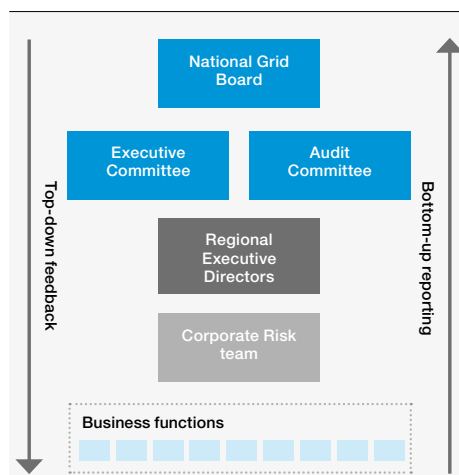 National Grid
Board
Executive
Committee
Audit
Committee
Top-down feedback
Bottom-up reporting
Regional
Executive
Directors
Corporate Risk
team
Business functions